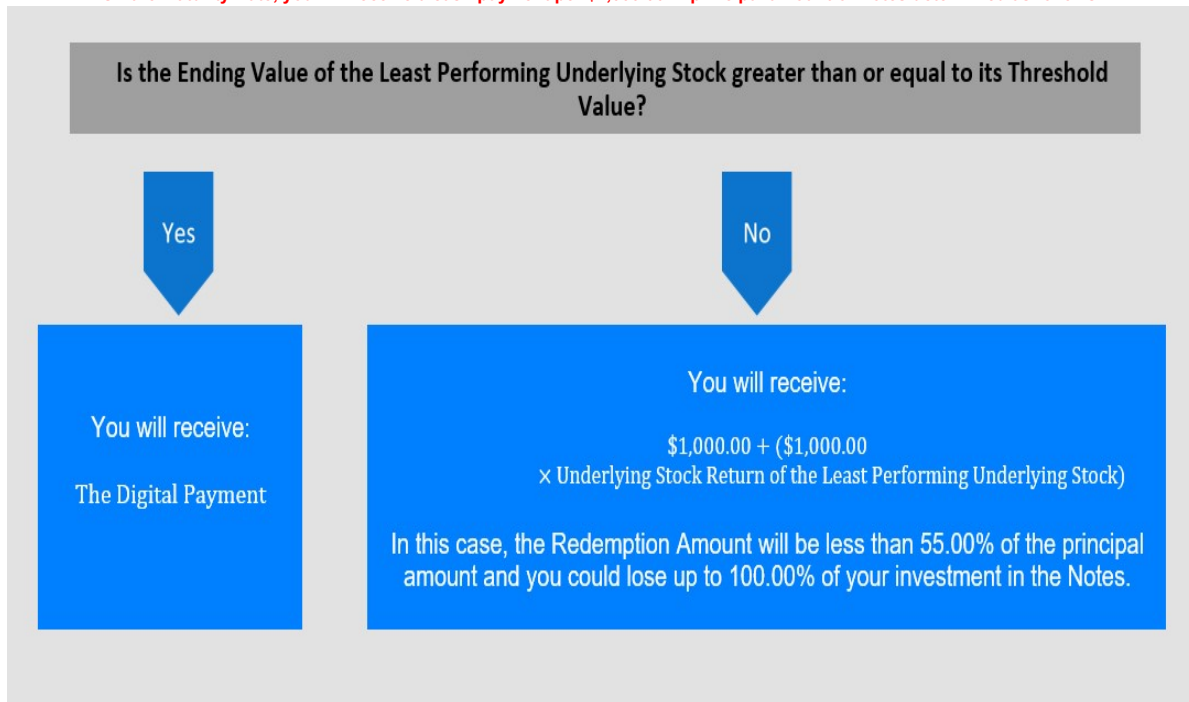 Is the Ending Value of the Least Performing Underlying Stock greater than or equal to its Threshold
Value?
Yes
No
You will receive:
The Digital Payment
You will receive:
$1,000.00 + ($1,000.00
× Underlying Stock Return of the Least Performing Underlying Stock)
In this case, the Redemption Amount will be less than 55.00% of the principal
amount and you could lose up to 100.00% of your investment in the Notes.